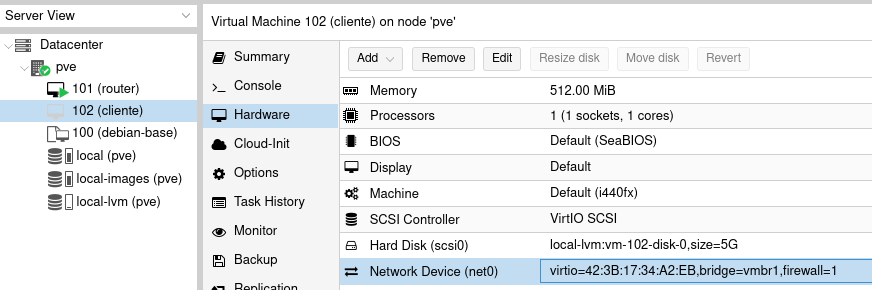 Server View
Datacenter
pve
101 (router)
102 (cliente)
100 (debian-base)
local (pve)
local-images (pve)
local-lvm (pve)
Virtual Machine 102 (cliente) on node 'pve'
Summary
Console
Hardware
Cloud-Init
Options
Task History
Monitor
Backup
Replication
Add Remove Edit Resize disk Move disk Revert
Memory 512.00 MiB
Processors 1 (1 sockets, 1 cores)
BIOS Default (SeaBIOS)
Display Default
Machine Default (i440fx)
SCSI Controller VirtIO SCSI
Hard Disk (scsi0) local-lvm:vm-102-disk-0,size=5G
Network Device (net0) virtio=42:3B:17:34:A2:EB,bridge=vmbr1,firewall=1